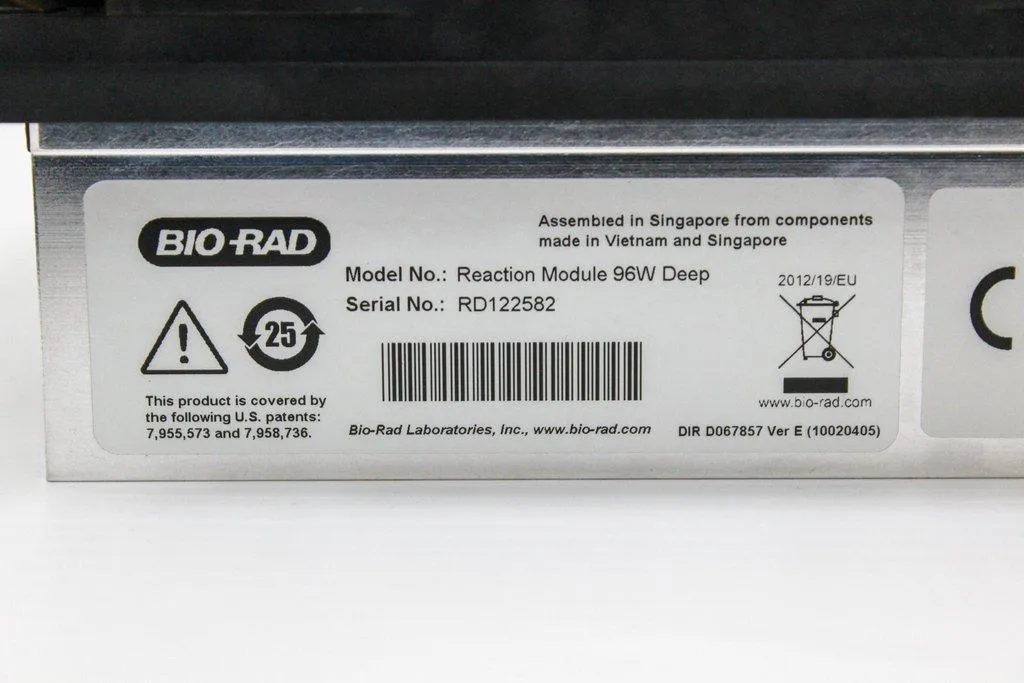 BIO-RAD
Assembled in Singapore from components
made in Vietnam and Singapore
Model No.: Reaction Module 96W Deep
Serial No.: RD122582
2012/19/EU
25
This product is covered by
the following U.S. patents:
7,955,573 and 7,958,736.
Bio-Rad Laboratories, Inc., www.bio-rad.com
www.bio-rad.com
DIR D067857 Ver E (10020405)
C